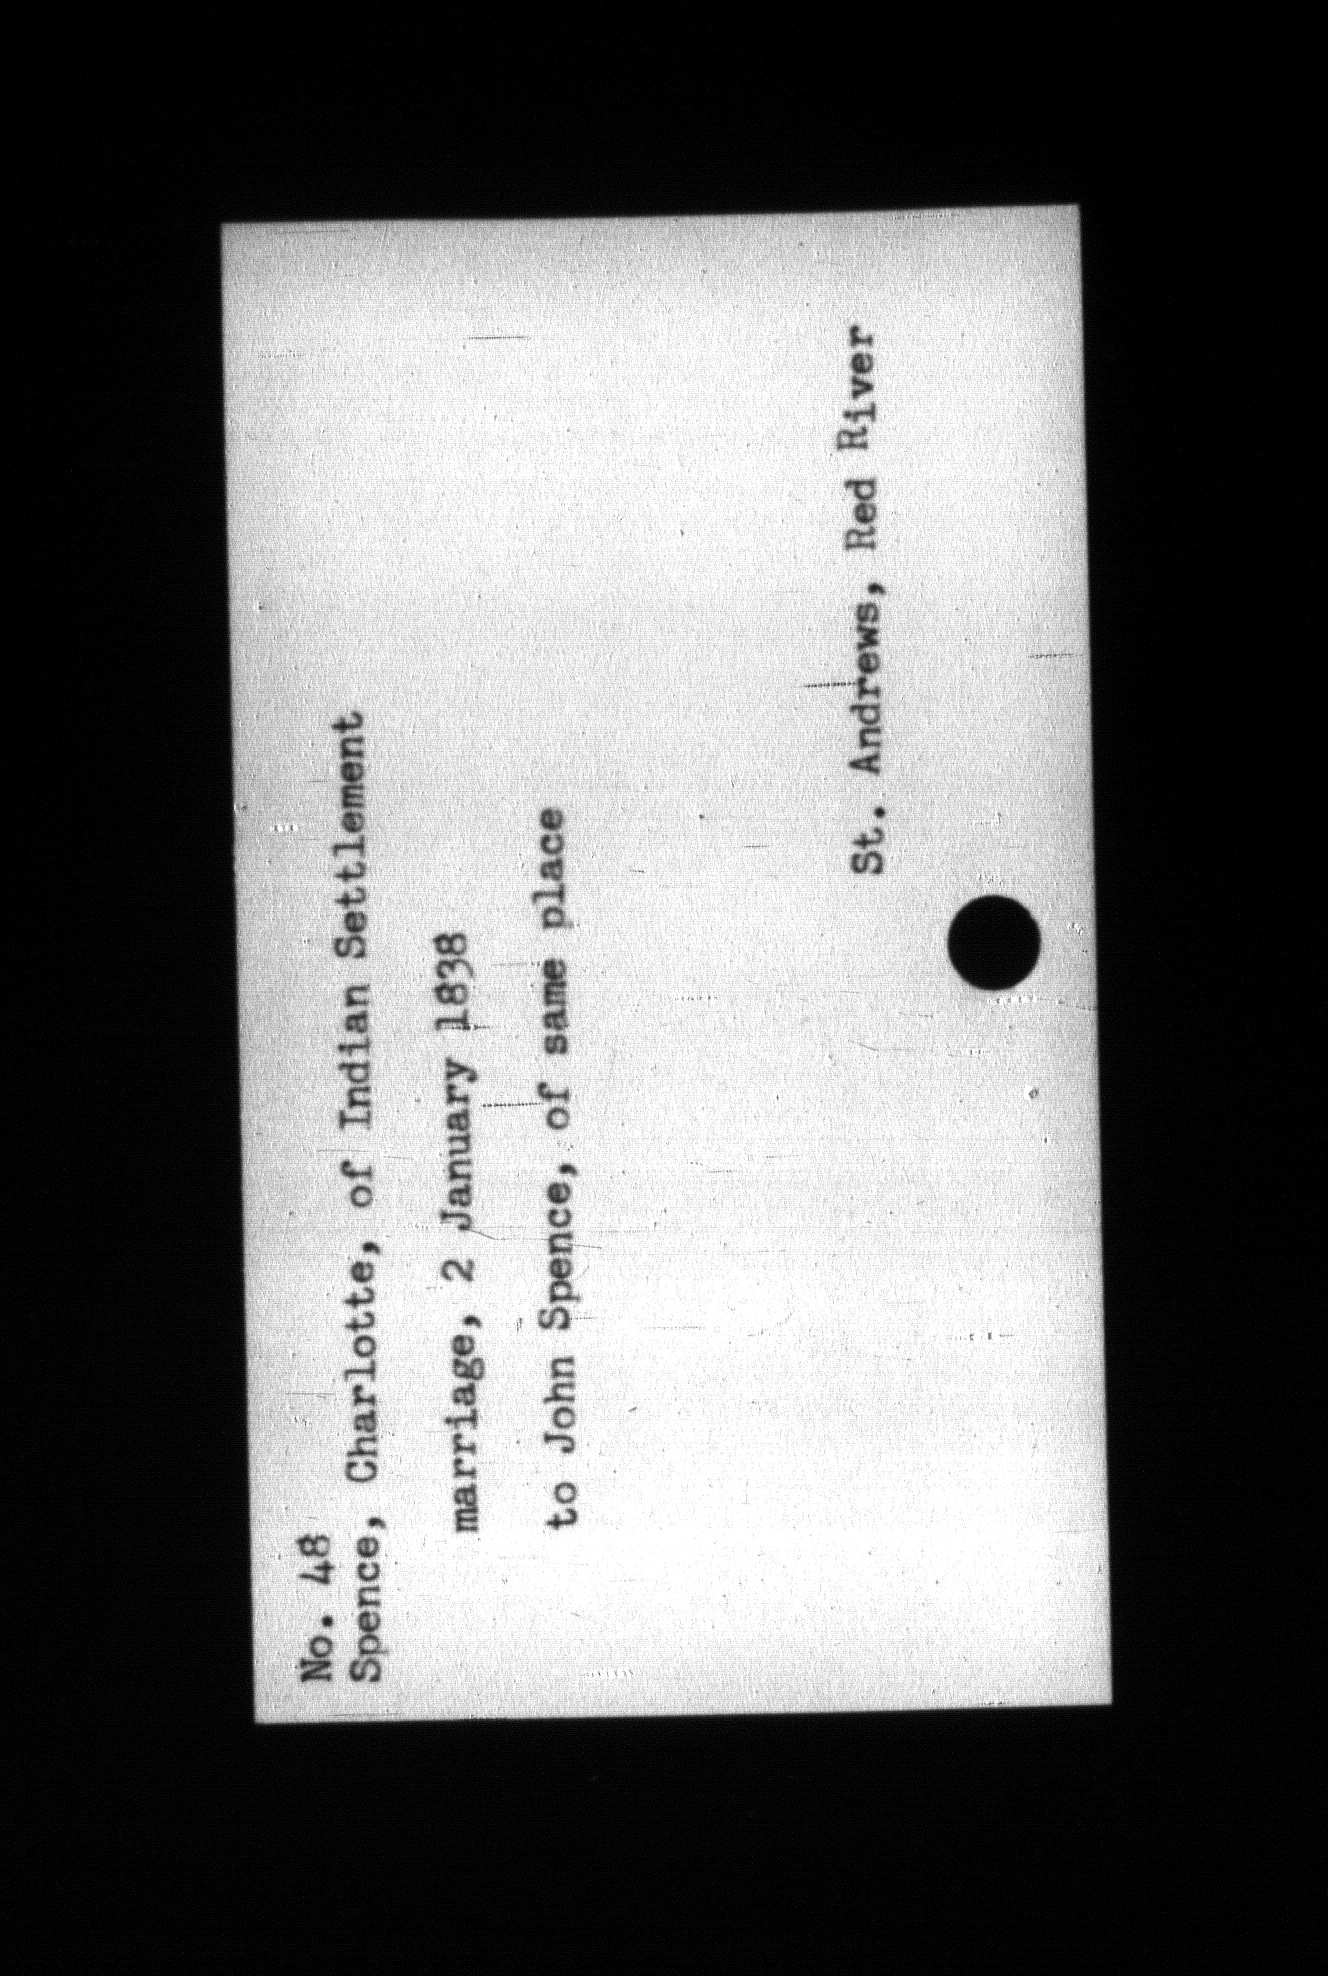 No. 48
Spence, Charlotte, of Indian Settlement
marriage, 2 January 1838
to John Spence, of same place
St. Andrews, Red River